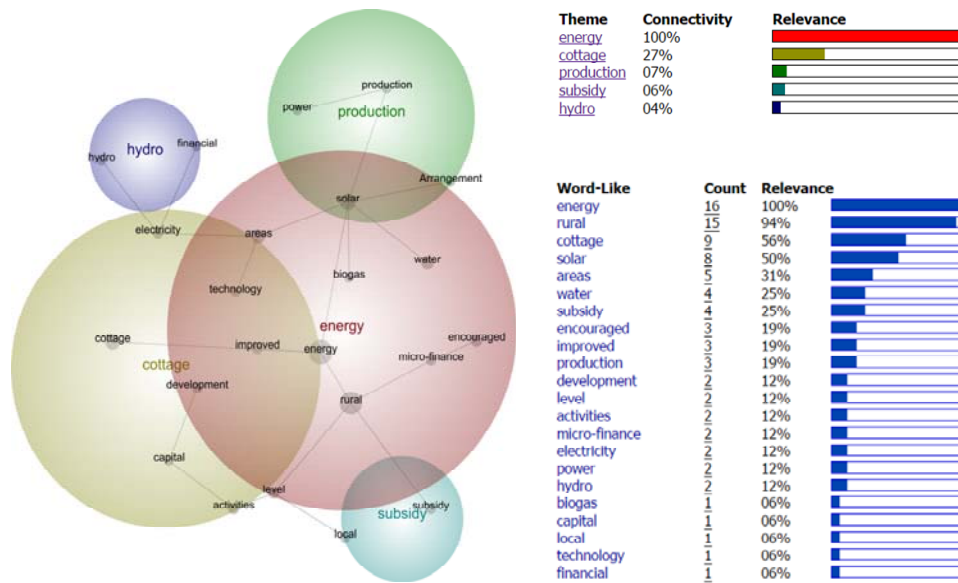 production
power
production
hydro
financial
hydro
Arrangement
solar
electricity
areas
water
biogas
technology
energy
cottage
improved
energy
encouraged
micro-finance
cottage
development
rural
capital
level
activities
subsidy
subsidy
local
Theme Connectivity Relevance
energy 100%
cottage 27%
production 07%
subsidy 06%
hydro 04%
Word-Like Count Relevance
energy 16 100%
rural 15 94%
cottage 9 56%
solar 8 50%
areas 5 31%
water 4 25%
subsidy 4 25%
encouraged 3 19%
improved 3 19%
production 3 19%
development 2 12%
level 2 12%
activities 2 12%
micro-finance 2 12%
electricity 2 12%
power 2 12%
hydro 2 12%
biogas 1 06%
capital 1 06%
local 1 06%
technology 1 06%
financial 1 06%